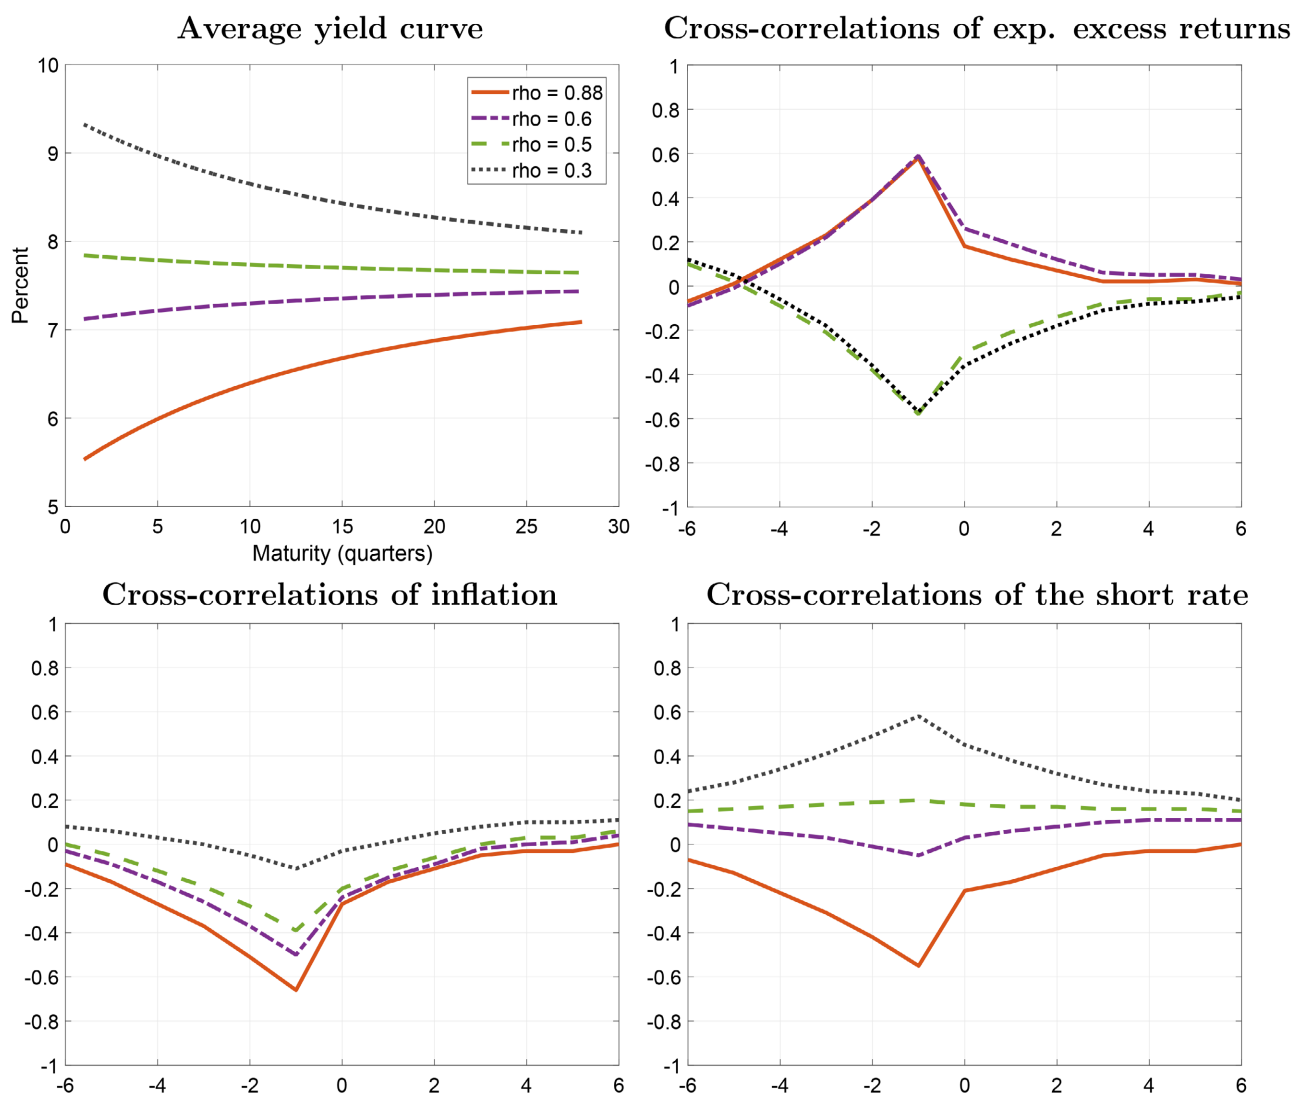 Average yield curve
10
9
8
7
6
5
Percent
0 5 10 15 20 25 30
Maturity (quarters)
rho = 0.88
rho = 0.6
rho = 0.5
rho = 0.3
Cross-correlations of exp. excess returns
1
0.8
0.6
0.4
0.2
0
-0.2
-0.4
-0.6
-0.8
-1
-6 -4 -2 0 2 4 6
Cross-correlations of inflation
1
0.8
0.6
0.4
0.2
0
-0.2
-0.4
-0.6
-0.8
-1
-6 -4 -2 0 2 4 6
Cross-correlations of the short rate
1
0.8
0.6
0.4
0.2
0
-0.2
-0.4
-0.6
-0.8
-1
-6 -4 -2 0 2 4 6